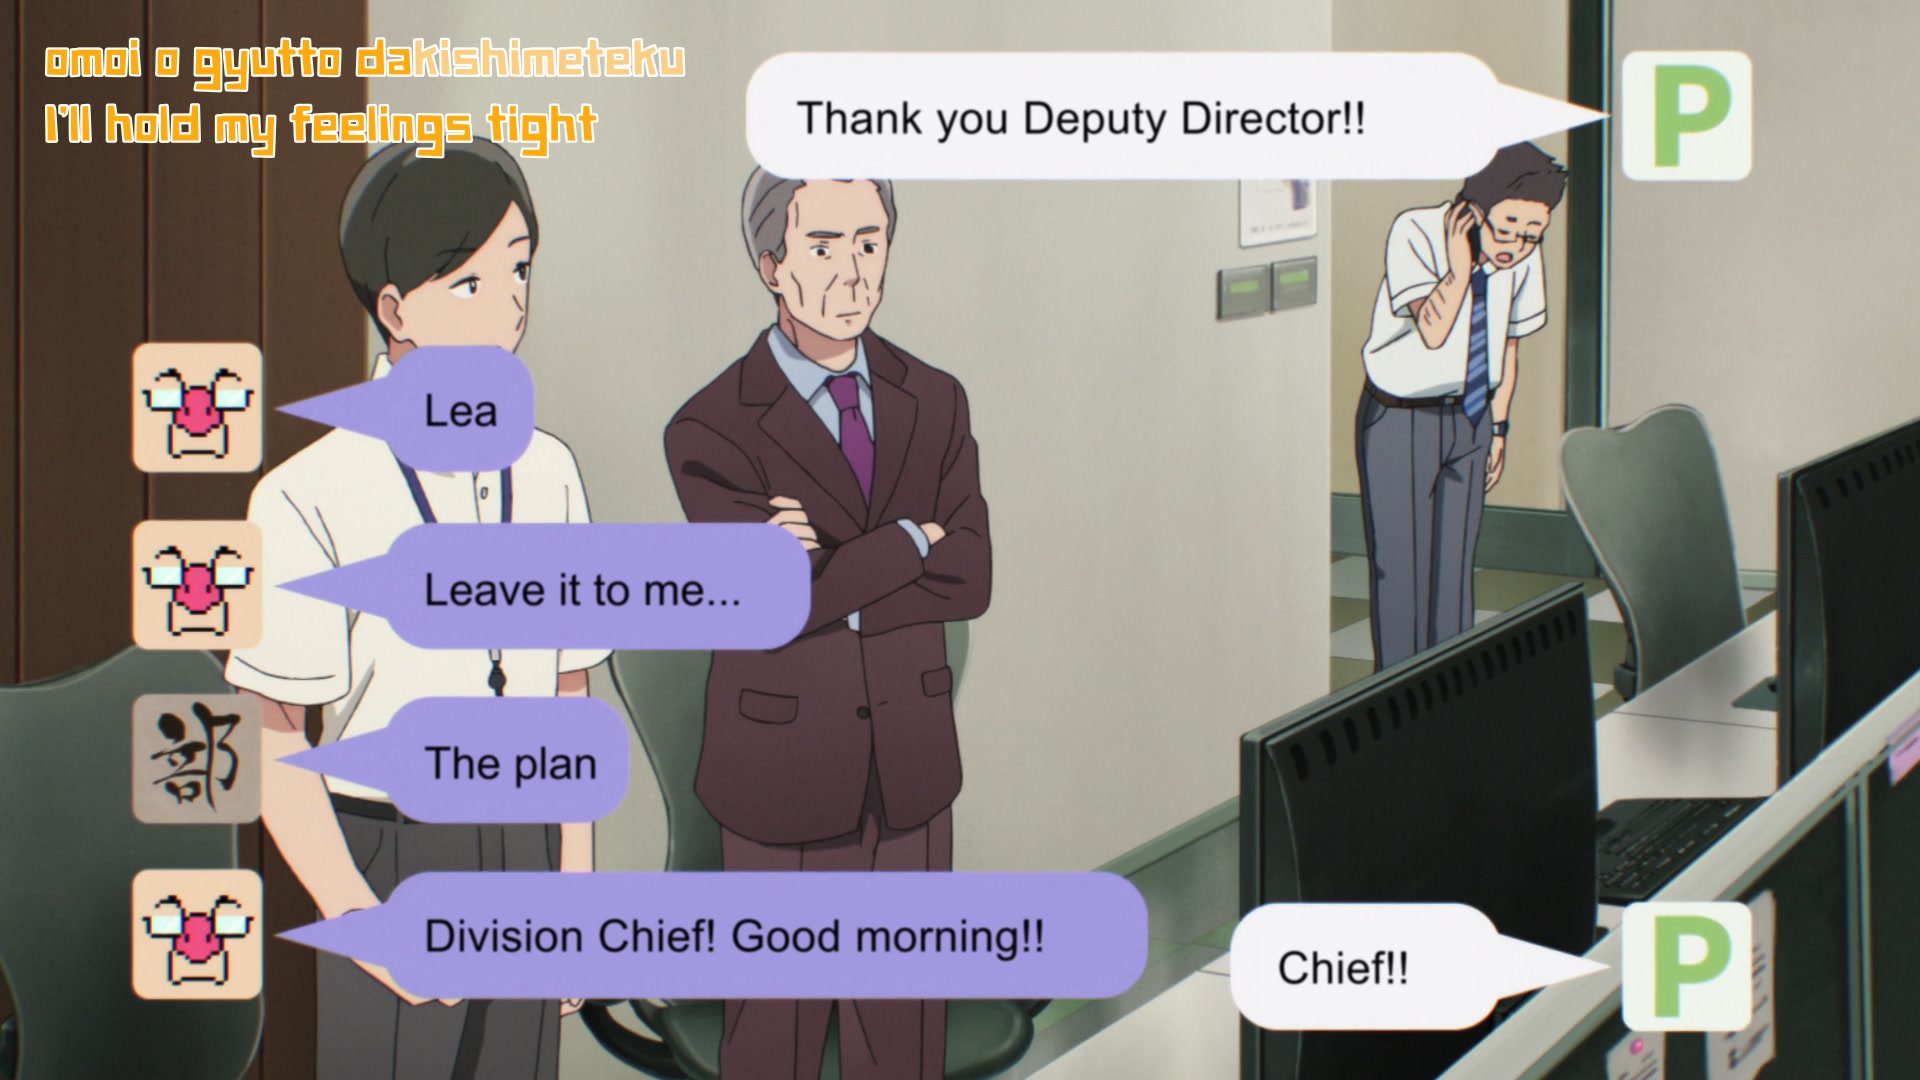 omoi o gyutto dakishimeteku
I'll hold my feelings tight
Thank you Deputy Director!!
P
Lea
Leave it to me...
部
The plan
Division Chief! Good morning!!
Chief!!
P